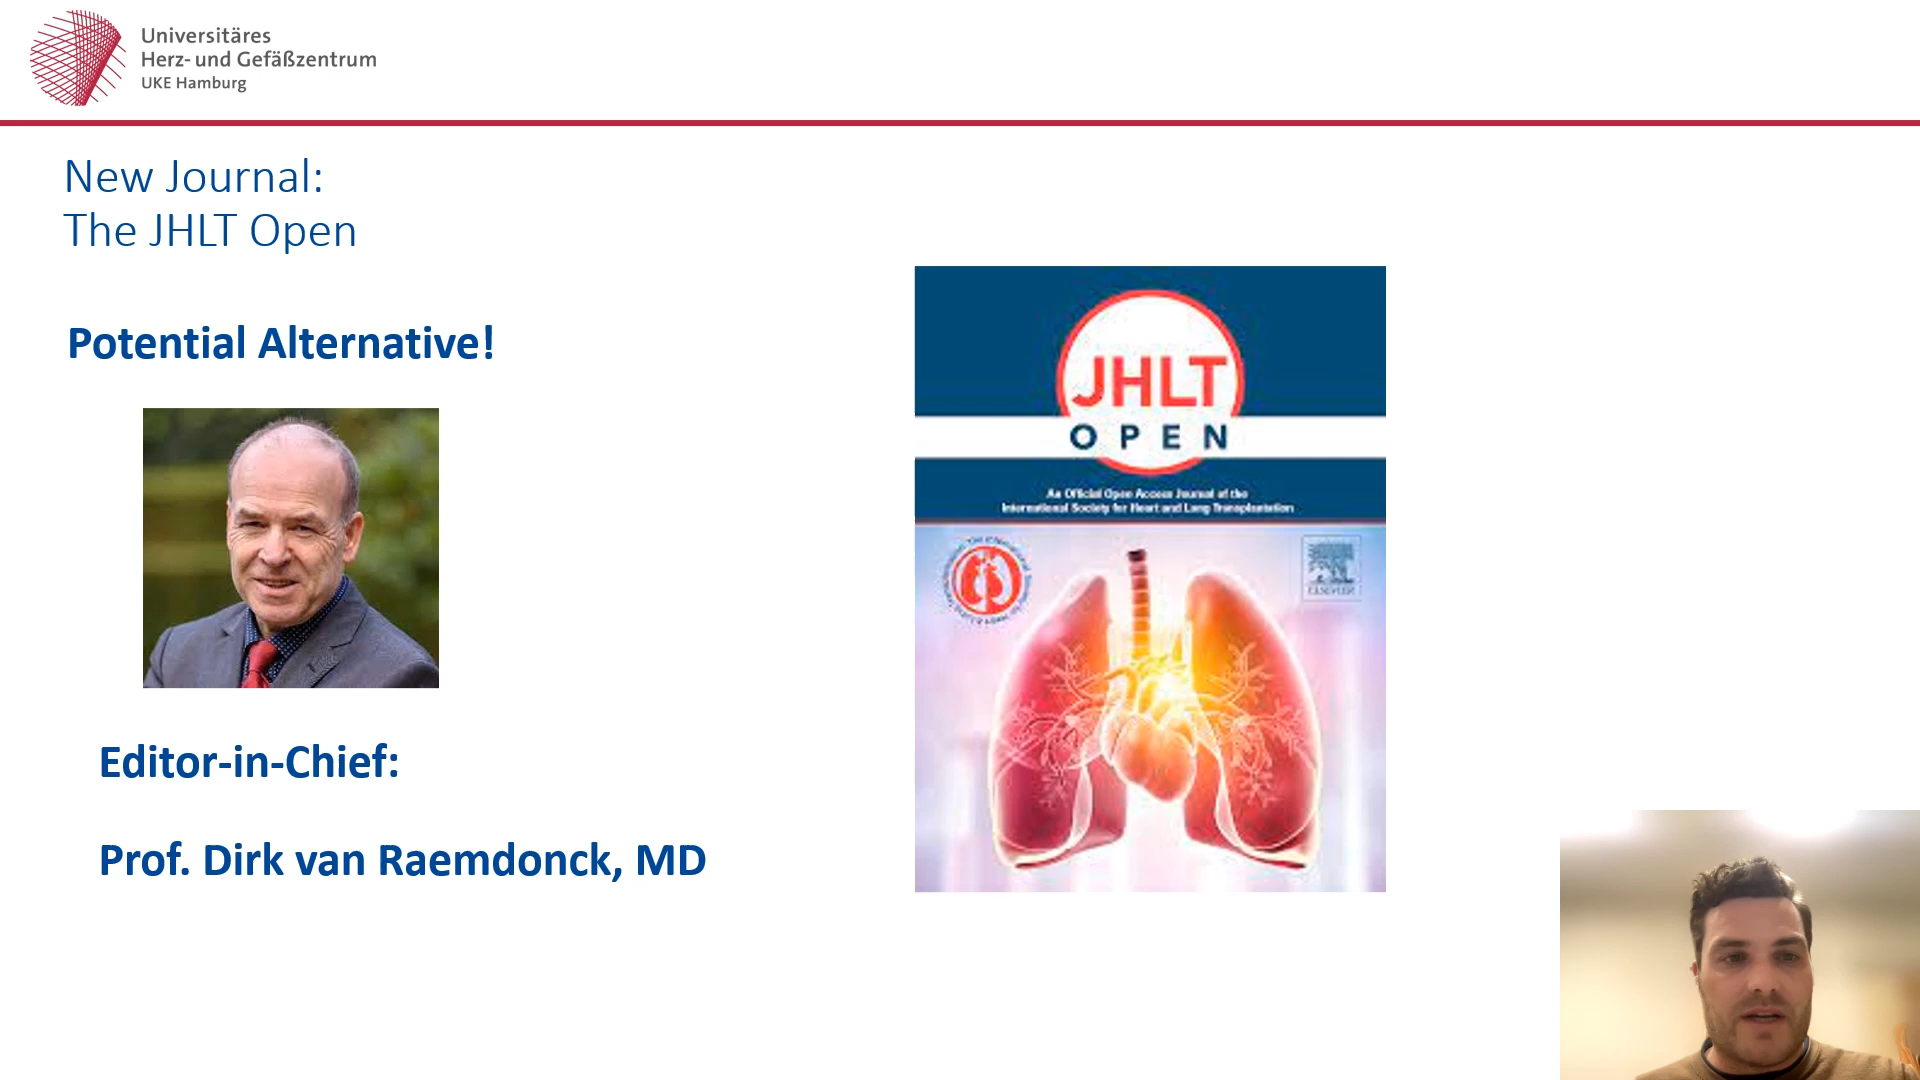 Universitäres
Herz- und Gefäßzentrum
UKE Hamburg
New Journal:
The JHLT Open
Potential Alternative!
JHLT
OPEN
An Official Open Access Journal of the
International Society for Heart and Lung Transplantation
ELSEVIER
Editor-in-Chief:
Prof. Dirk van Raemdonck, MD